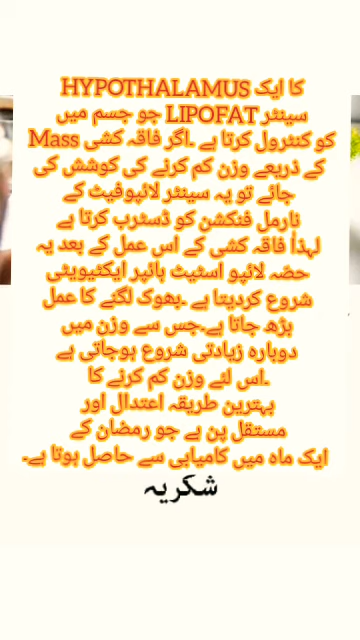 HYPOTHALAMUS کا ایک
سینٹر LIPOFAT جو جسم میں
Mass کو کنٹرول کرتا ہے ۔اگر فاقہ کشی
کے ذریعے وزن کم کرنے کی کوشش کی
جائے تو یہ سینٹر لائپوفیٹ کے
نارمل فنکشن کو ڈسٹرب کرتا ہے
لہذٰا فاقہ کشی کے اس عمل کے بعد یہ
حصّہ لائپو اسٹیٹ ہائپر ایکٹیویٹی
شروع کردیتا ہے ۔بھوک لگنے کا عمل
بڑھ جاتا ہے۔جس سے وزن میں
دوبارہ زیادتی شروع ہوجاتی ہے
۔اس لئے وزن کم کرنے کا
بہترین طریقہ اعتدال اور
مستقل پن ہے جو رمضان کے
ایک ماہ میں کامیابی سے حاصل ہوتا ہے۔
شکریہ